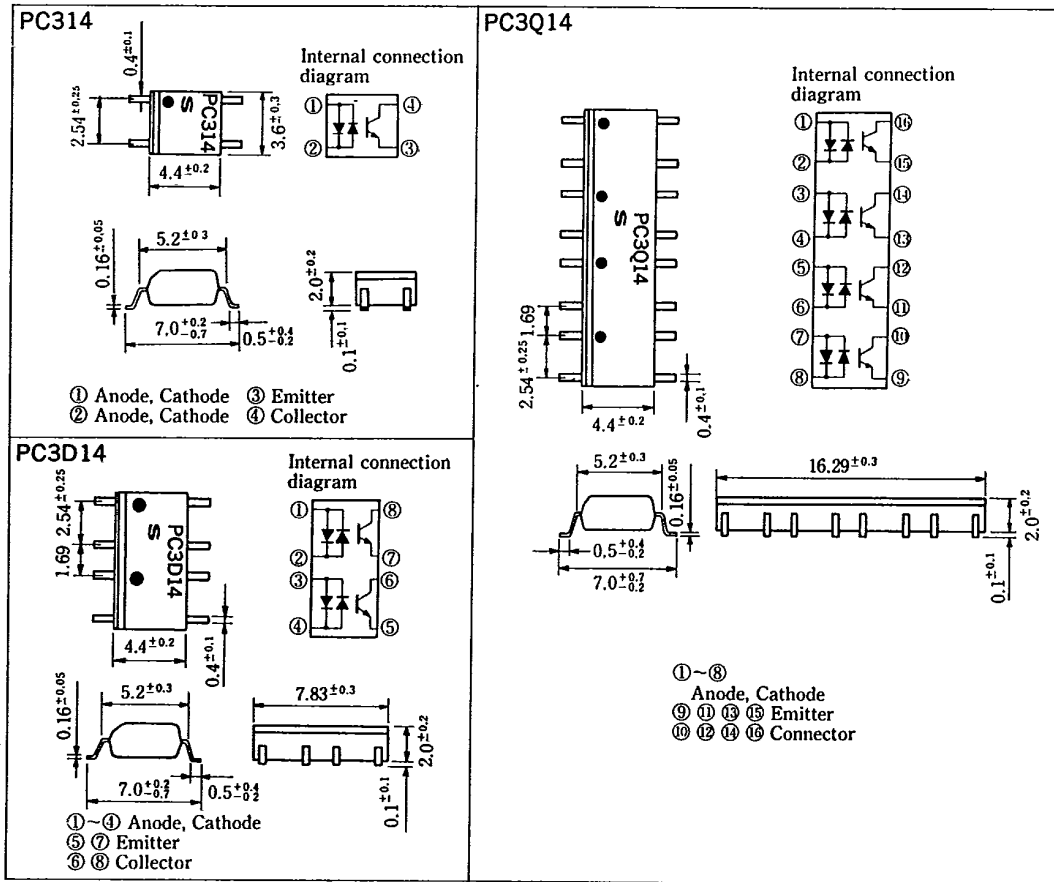 PC314
0.4±0.1
2.54±0.25
PC314
S
3.6±0.3
4.4±0.2
Internal connection
diagram
① ④
② ③
0.16±0.05
5.2±0.3
7.0+0.2−0.7
0.5+0.4−0.2
2.0±0.2
0.1±0.1
① Anode, Cathode ③ Emitter
② Anode, Cathode ④ Collector
PC3D14
2.54±0.25
1.69
PC3D14
S
4.4±0.2
0.4±0.1
Internal connection
diagram
① ⑧
② ⑦
③ ⑥
④ ⑤
0.16±0.05
5.2±0.3
7.0+0.2−0.7
0.5+0.4−0.2
7.83±0.3
2.0±0.2
0.1±0.1
①~④ Anode, Cathode
⑤ ⑦ Emitter
⑥ ⑧ Collector
PC3Q14
PC3Q14
S
1.69
2.54±0.25
4.4±0.2
0.4±0.1
Internal connection
diagram
① ⑯
② ⑮
③ ⑭
④ ⑬
⑤ ⑫
⑥ ⑪
⑦ ⑩
⑧ ⑨
5.2±0.3
0.16±0.05
0.5+0.4−0.2
7.0+0.7−0.2
16.29±0.3
2.0±0.2
0.1±0.1
①~⑧
Anode, Cathode
⑨ ⑪ ⑬ ⑮ Emitter
⑩ ⑫ ⑭ ⑯ Connector